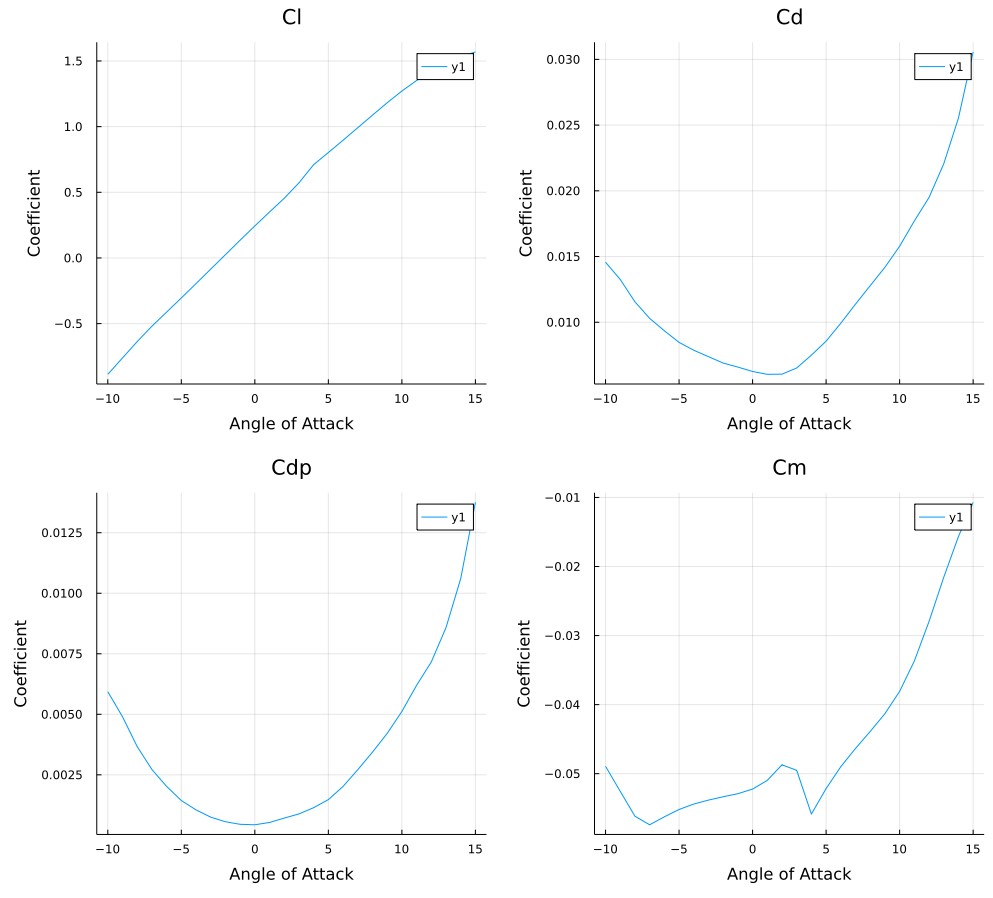 Cl
Coefficient
1.5
1.0
0.5
0.0
−0.5
y1
−10 −5 0 5 10 15
Angle of Attack
Cd
Coefficient
0.030
0.025
0.020
0.015
0.010
y1
−10 −5 0 5 10 15
Angle of Attack
Cdp
Coefficient
0.0125
0.0100
0.0075
0.0050
0.0025
y1
−10 −5 0 5 10 15
Angle of Attack
Cm
Coefficient
−0.01
−0.02
−0.03
−0.04
−0.05
y1
−10 −5 0 5 10 15
Angle of Attack